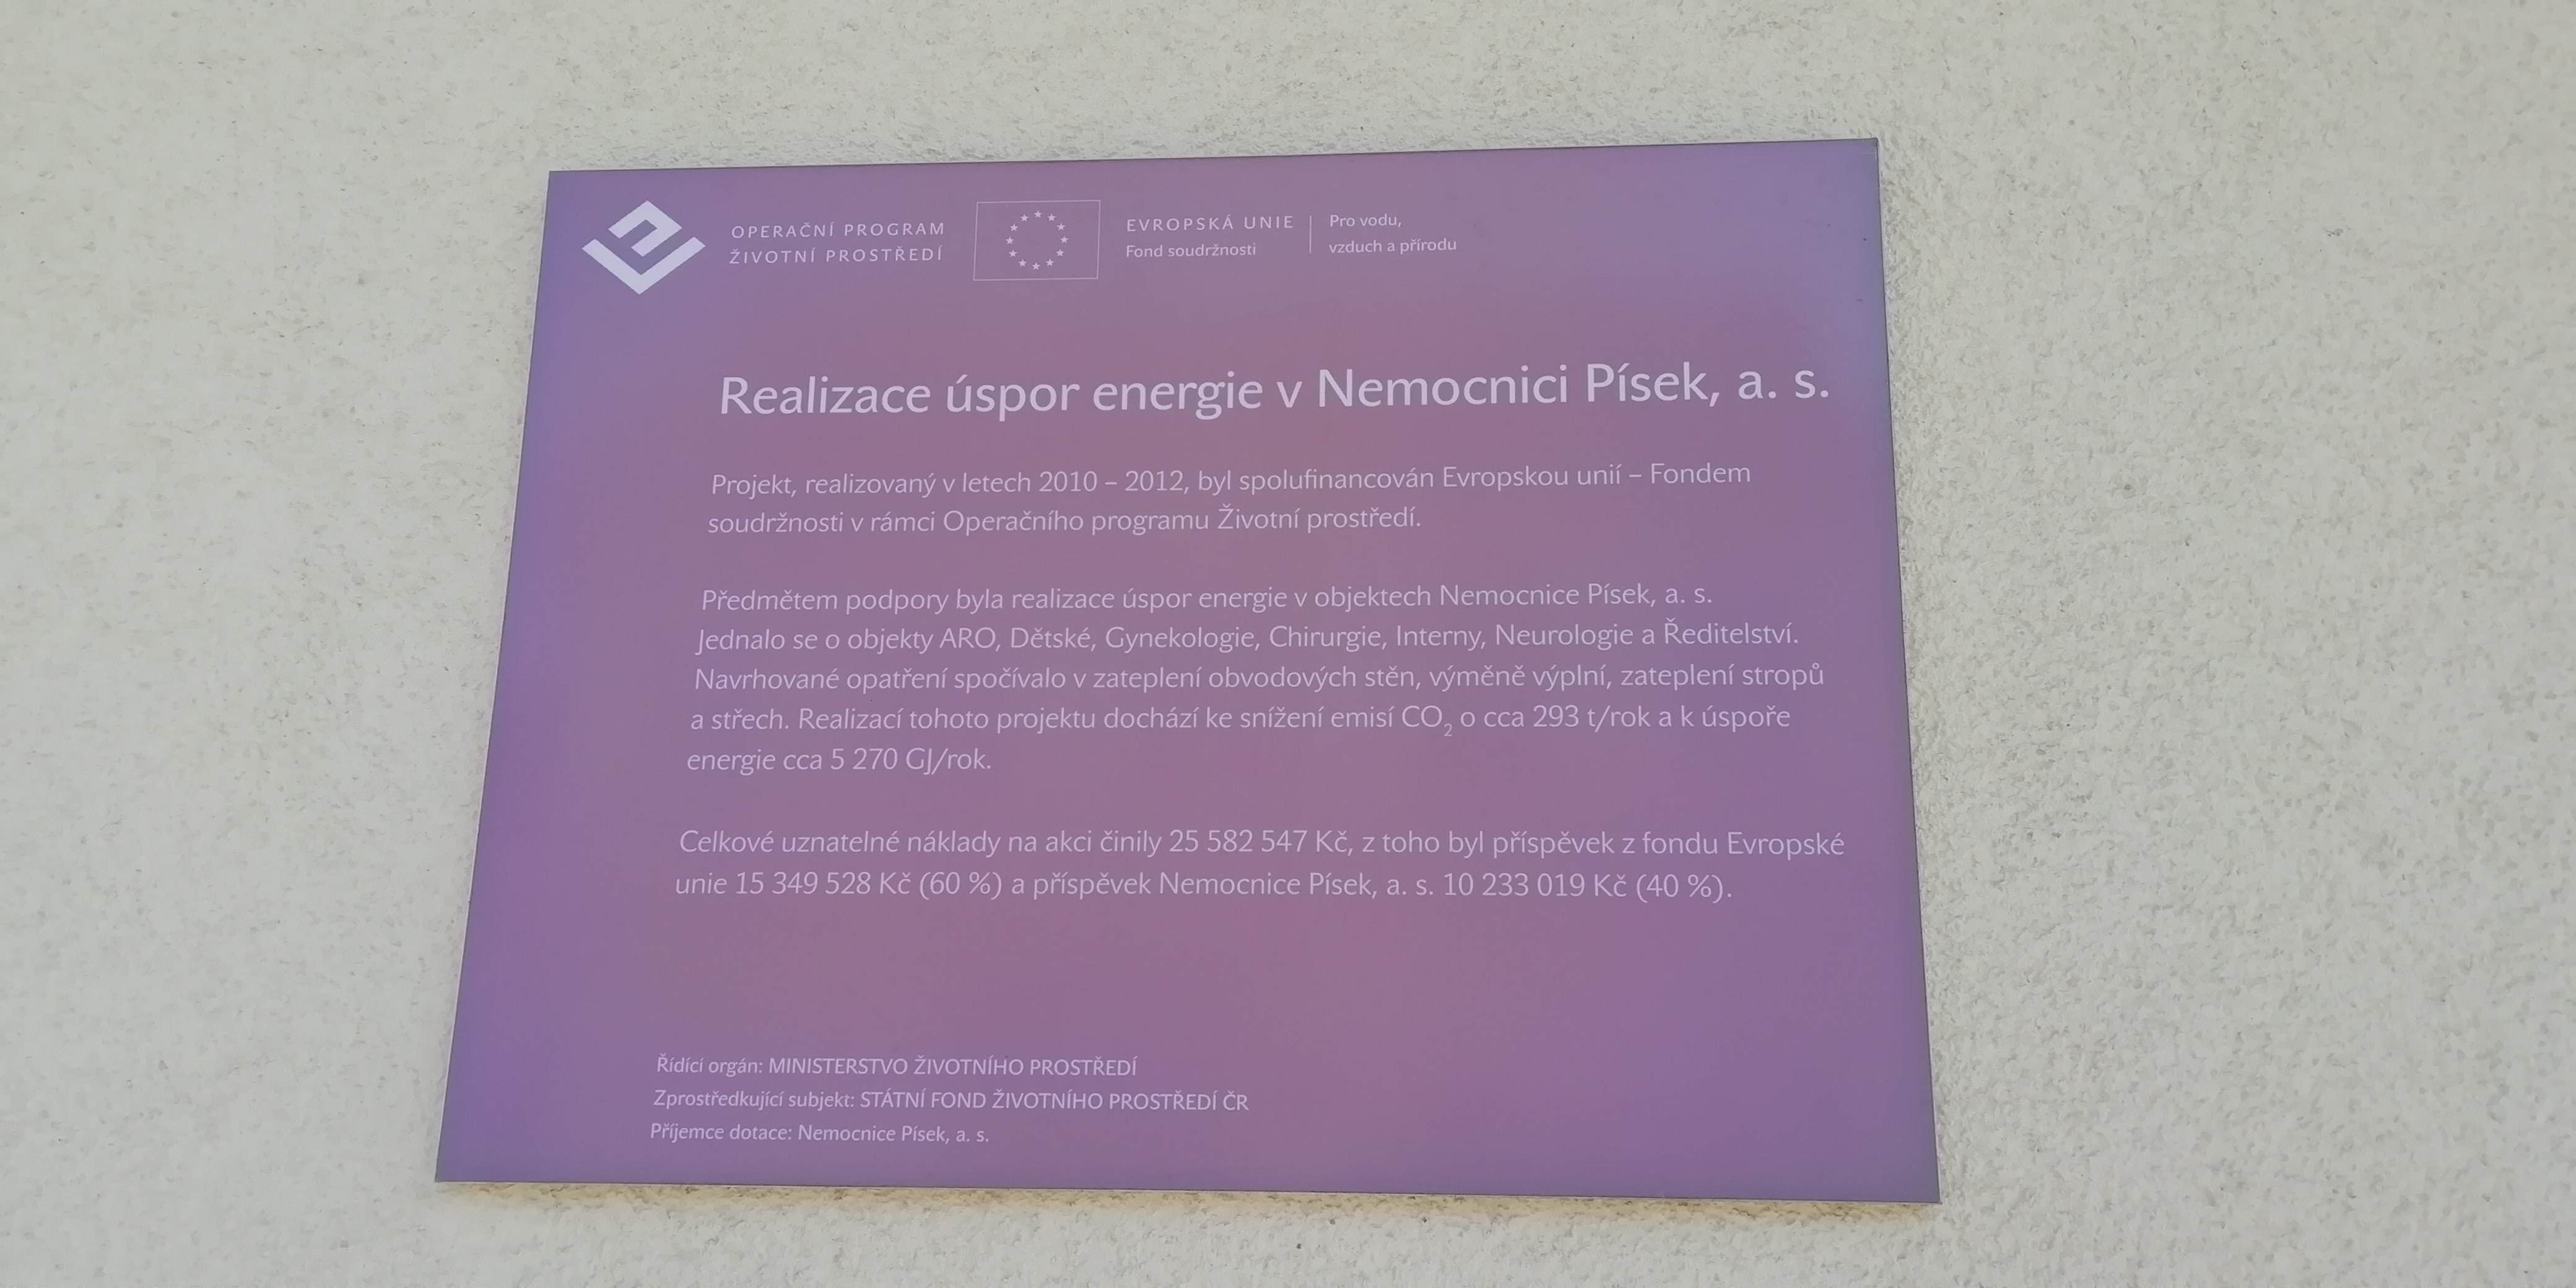 OPERAČNÍ PROGRAM
ŽIVOTNÍ PROSTŘEDÍ
EVROPSKÁ UNIE
Fond soudržnosti
Pro vodu,
vzduch a přírodu
Realizace úspor energie v Nemocnici Písek, a. s.
Projekt, realizovaný v letech 2010 – 2012, byl spolufinancován Evropskou unií – Fondem
soudržnosti v rámci Operačního programu Životní prostředí.
Předmětem podpory byla realizace úspor energie v objektech Nemocnice Písek, a. s.
Jednalo se o objekty ARO, Dětské, Gynekologie, Chirurgie, Interny, Neurologie a Ředitelství.
Navrhované opatření spočívalo v zateplení obvodových stěn, výměně výplní, zateplení stropů
a střech. Realizací tohoto projektu dochází ke snížení emisí CO₂ o cca 293 t/rok a k úspoře
energie cca 5 270 GJ/rok.
Celkové uznatelné náklady na akci činily 25 582 547 Kč, z toho byl příspěvek z fondu Evropské
unie 15 349 528 Kč (60 %) a příspěvek Nemocnice Písek, a. s. 10 233 019 Kč (40 %).
Řídící orgán: MINISTERSTVO ŽIVOTNÍHO PROSTŘEDÍ
Zprostředkující subjekt: STÁTNÍ FOND ŽIVOTNÍHO PROSTŘEDÍ ČR
Příjemce dotace: Nemocnice Písek, a. s.